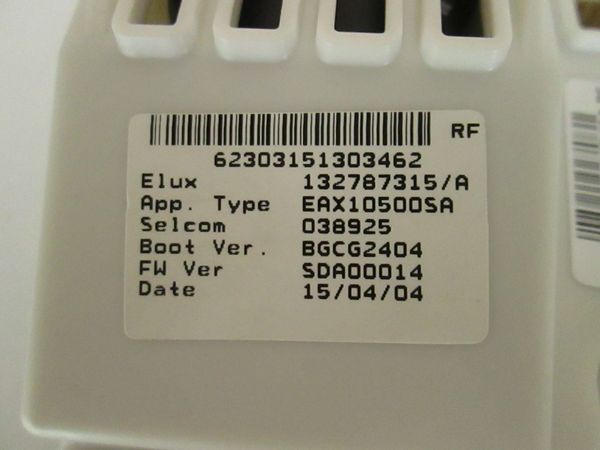 RF
62303151303462
Elux 132787315/A
App. Type EAX10500SA
Selcom 038925
Boot Ver. BGCG2404
FW Ver SDA00014
Date 15/04/04